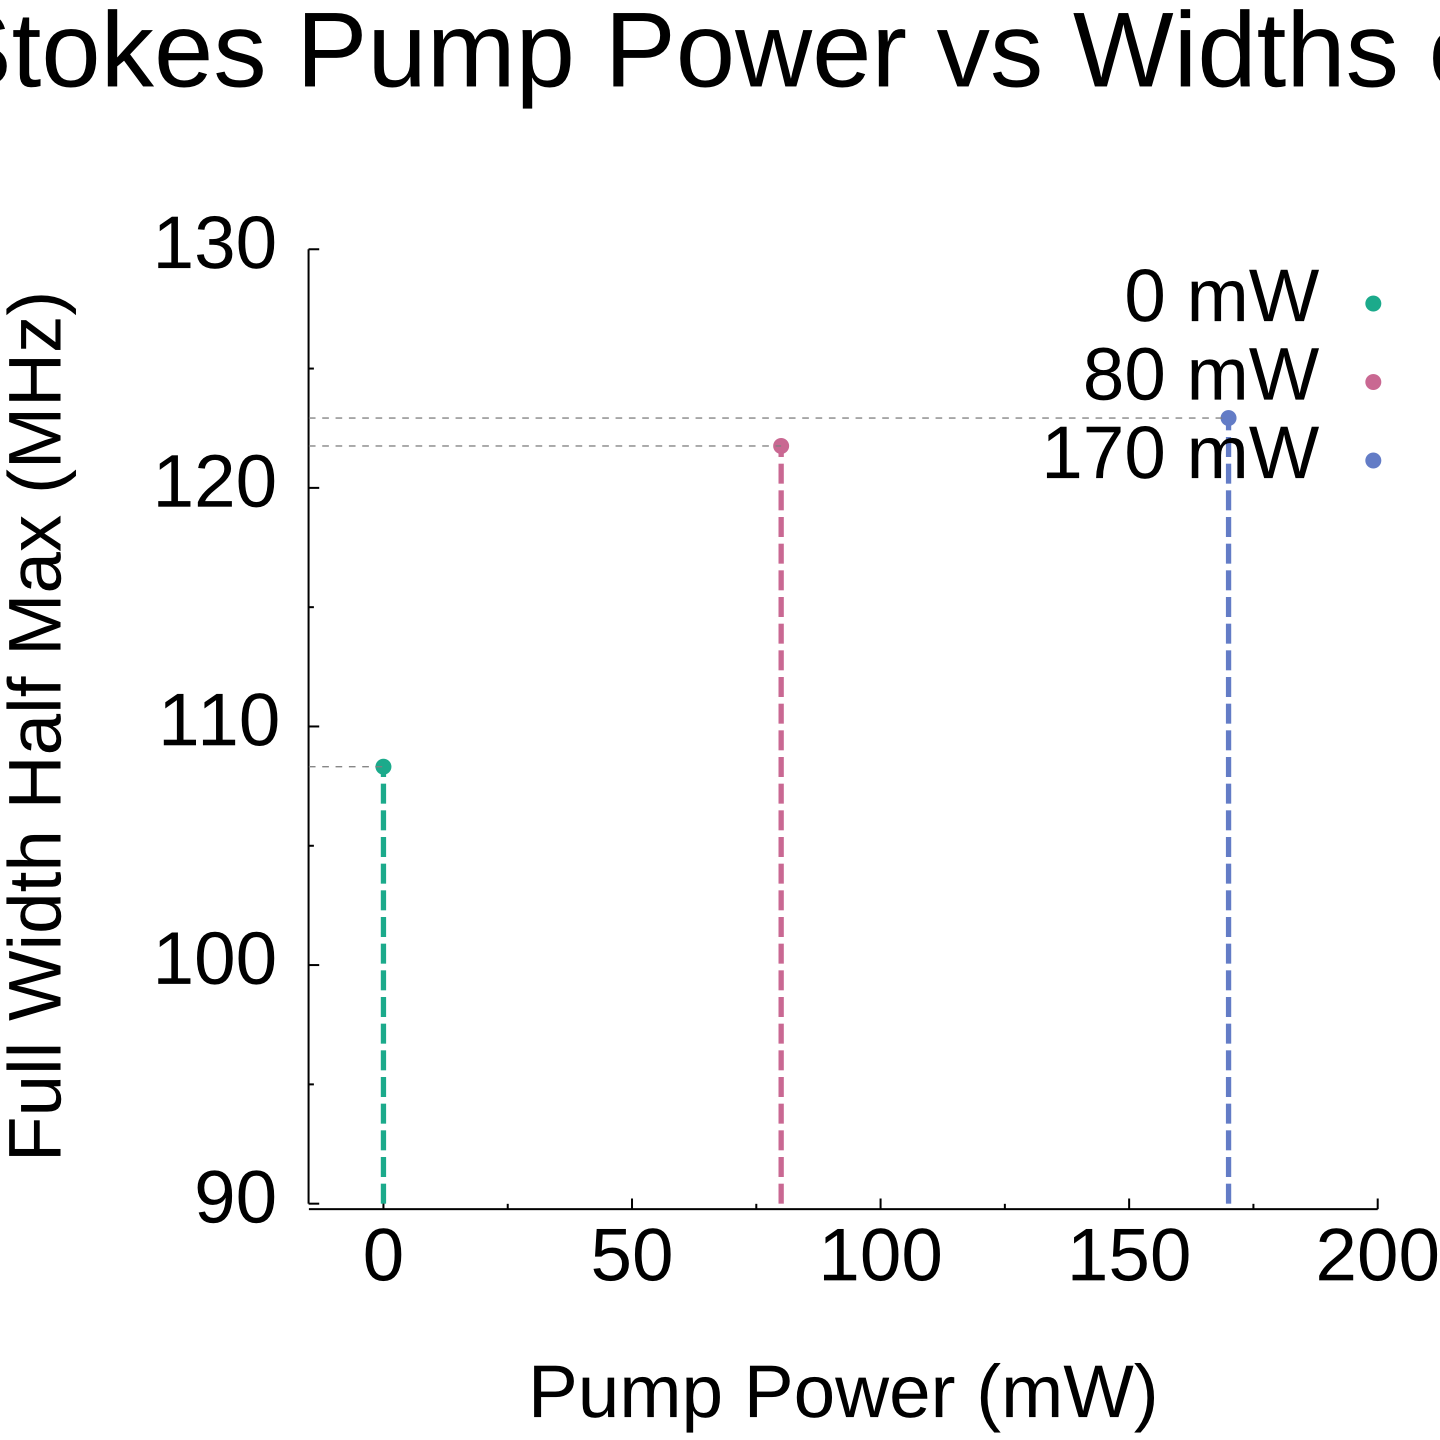 Stokes Pump Power vs Widths
130
120
110
100
90
Full Width Half Max (MHz)
0 mW
80 mW
170 mW
0 50 100 150 200
Pump Power (mW)